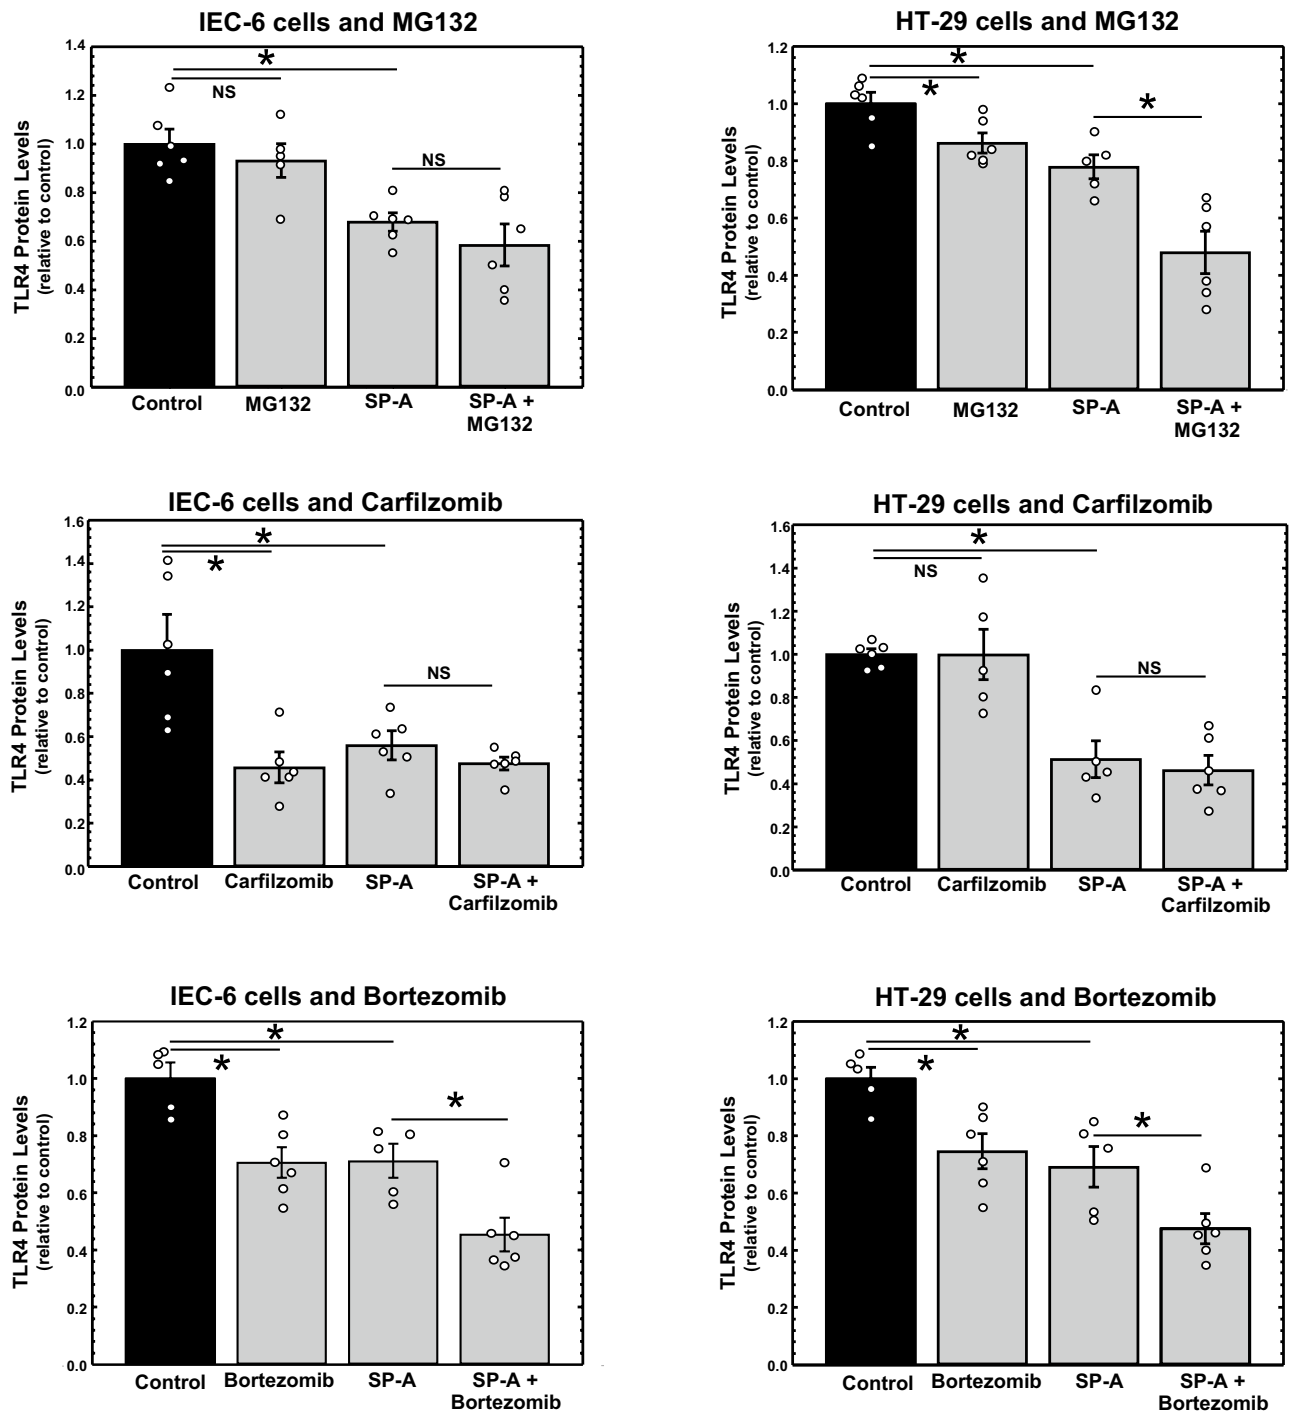 IEC-6 cells and MG132
TLR4 Protein Levels
(relative to control)
1.4
1.2
1.0
0.8
0.6
0.4
0.2
0.0
*
NS
NS
Control
MG132
SP-A
SP-A +
MG132
HT-29 cells and MG132
TLR4 Protein Levels
(relative to control)
1.2
1.0
0.8
0.6
0.4
0.2
0.0
*
*
*
Control
MG132
SP-A
SP-A +
MG132
IEC-6 cells and Carfilzomib
TLR4 Protein Levels
(relative to control)
1.6
1.4
1.2
1.0
0.8
0.6
0.4
0.2
0.0
*
*
NS
Control
Carfilzomib
SP-A
SP-A +
Carfilzomib
HT-29 cells and Carfilzomib
TLR4 Protein Levels
(relative to control)
1.6
1.4
1.2
1.0
0.8
0.6
0.4
0.2
0.0
*
NS
NS
Control
Carfilzomib
SP-A
SP-A +
Carfilzomib
IEC-6 cells and Bortezomib
TLR4 Protein Levels
(relative to control)
1.2
1.0
0.8
0.6
0.4
0.2
0.0
*
*
*
Control
Bortezomib
SP-A
SP-A +
Bortezomib
HT-29 cells and Bortezomib
TLR4 Protein Levels
(relative to control)
1.2
1.0
0.8
0.6
0.4
0.2
0.0
*
*
*
Control
Bortezomib
SP-A
SP-A +
Bortezomib